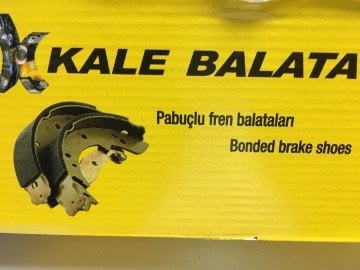 KALE BALATA
Pabuçlu fren balataları
Bonded brake shoes